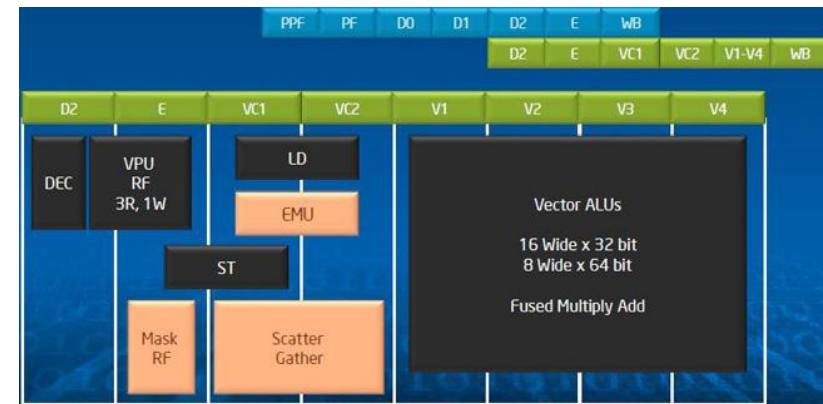 PPF PF D0 D1 D2 E WB
D2 E VC1 VC2 V1-V4 WB
D2 E VC1 VC2 V1 V2 V3 V4
DEC
VPU
RF
3R, 1W
LD
EMU
ST
Mask
RF
Scatter
Gather
Vector ALUs
16 Wide x 32 bit
8 Wide x 64 bit
Fused Multiply Add